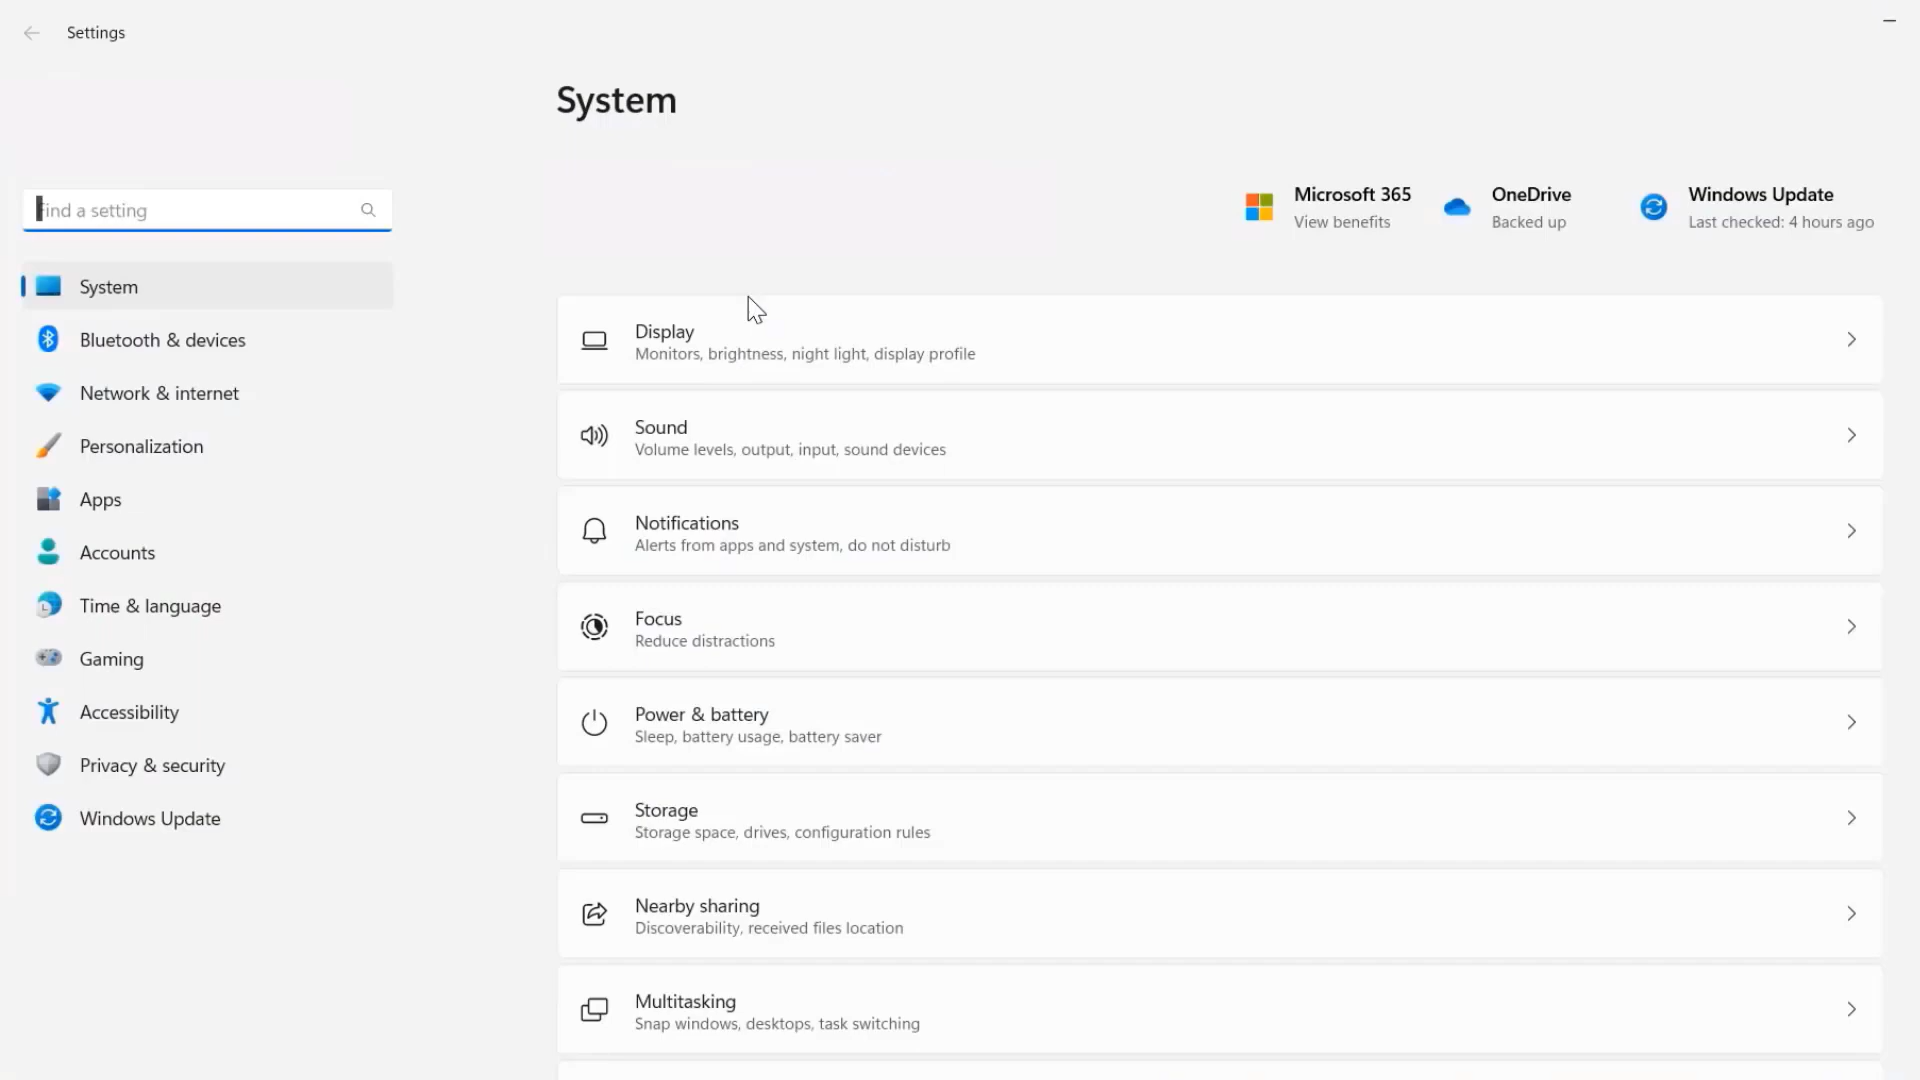 Settings
System
Find a setting
Microsoft 365
View benefits
OneDrive
Backed up
Windows Update
Last checked: 4 hours ago
System
Bluetooth & devices
Network & internet
Personalization
Apps
Accounts
Time & language
Gaming
Accessibility
Privacy & security
Windows Update
Display
Monitors, brightness, night light, display profile
Sound
Volume levels, output, input, sound devices
Notifications
Alerts from apps and system, do not disturb
Focus
Reduce distractions
Power & battery
Sleep, battery usage, battery saver
Storage
Storage space, drives, configuration rules
Nearby sharing
Discoverability, received files location
Multitasking
Snap windows, desktops, task switching